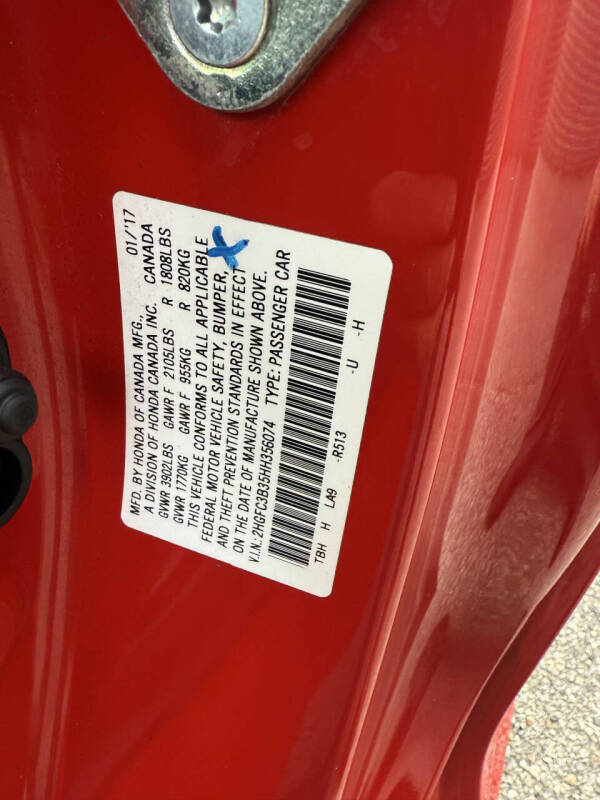 MFD. BY HONDA OF CANADA MFG., 01/'17
A DIVISION OF HONDA CANADA INC. CANADA
GVWR 3902LBS GAWR F 2105LBS R 1808LBS
GVWR 1770KG GAWR F 955KG R 820KG
THIS VEHICLE CONFORMS TO ALL APPLICABLE
FEDERAL MOTOR VEHICLE SAFETY, BUMPER,
AND THEFT PREVENTION STANDARDS IN EFFECT
ON THE DATE OF MANUFACTURE SHOWN ABOVE.
V.I.N.: 2HGFC3B35HH356074 TYPE: PASSENGER CAR
TBH H LA9 -R513 -U -H